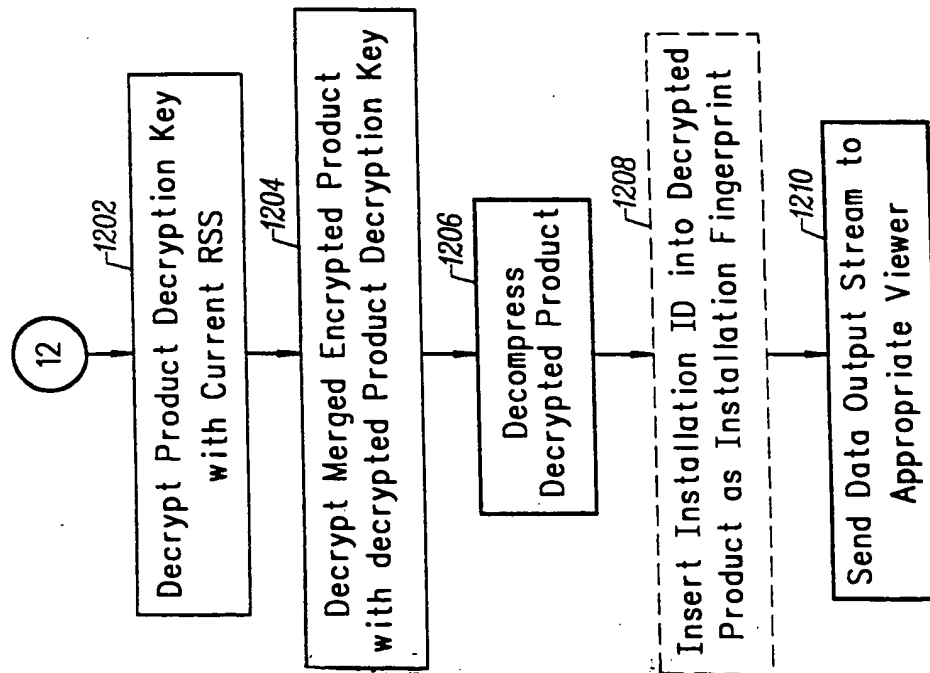 12
1202
Decrypt Product Decryption Key
with Current RSS
1204
Decrypt Merged Encrypted Product
with decrypted Product Decryption Key
1206
Decompress
Decrypted Product
1208
Insert Installation ID into Decrypted
Product as Installation Fingerprint
1210
Send Data Output Stream to
Appropriate Viewer